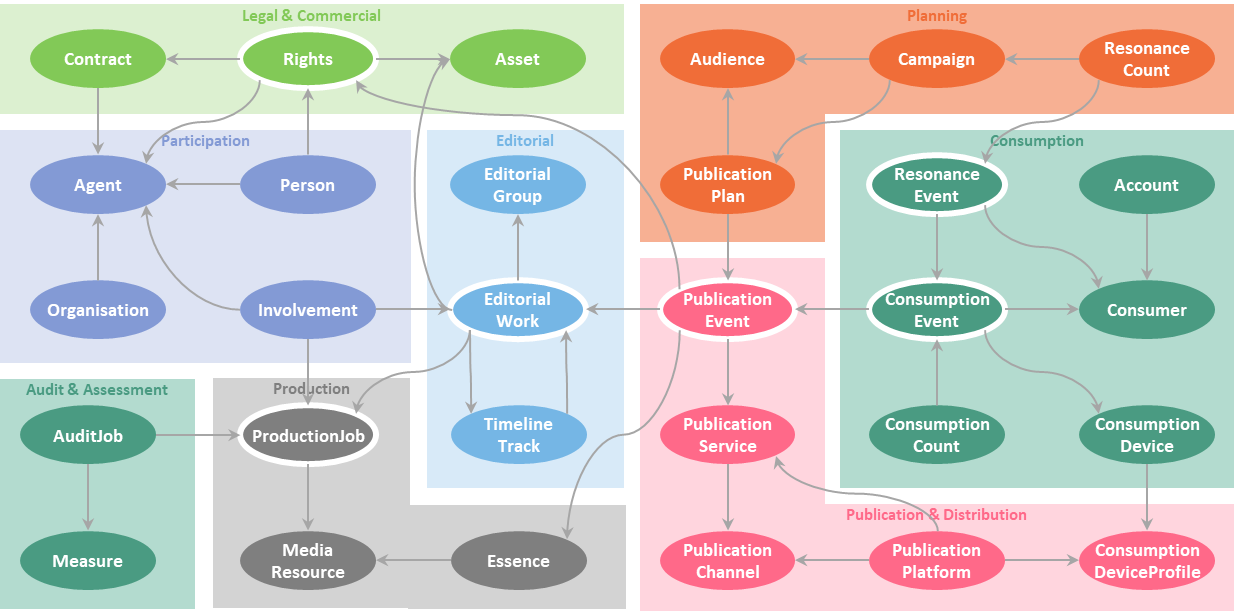 Legal & Commercial
Contract
Rights
Asset
Planning
Audience
Campaign
Resonance
Count
Participation
Agent
Person
Organisation
Involvement
Editorial
Editorial
Group
Editorial
Work
Timeline
Track
Publication
Plan
Consumption
Resonance
Event
Account
Consumption
Event
Consumer
Consumption
Count
Consumption
Device
Publication
Event
Publication
Service
Publication & Distribution
Publication
Channel
Publication
Platform
Consumption
DeviceProfile
Audit & Assessment
AuditJob
Measure
Production
ProductionJob
Media
Resource
Essence